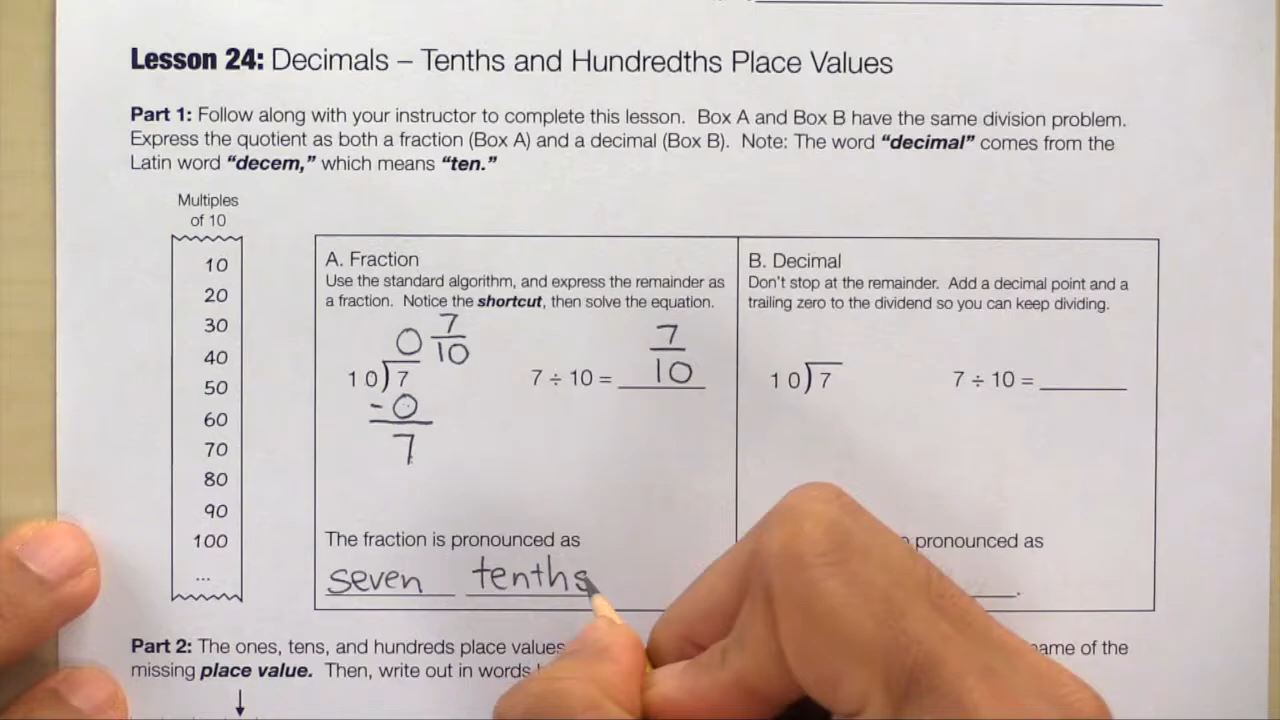 Lesson 24: Decimals – Tenths and Hundredths Place Values
Part 1: Follow along with your instructor to complete this lesson. Box A and Box B have the same division problem.
Express the quotient as both a fraction (Box A) and a decimal (Box B). Note: The word "decimal" comes from the
Latin word "decem," which means "ten."
Multiples
of 10
10
20
30
40
50
60
70
80
90
100
...
A. Fraction
Use the standard algorithm, and express the remainder as
a fraction. Notice the shortcut, then solve the equation.
0 7/10
10)7
-0
7
7 ÷ 10 = 7/10
The fraction is pronounced as
seven tenths
B. Decimal
Don't stop at the remainder. Add a decimal point and a
trailing zero to the dividend so you can keep dividing.
10)7
7 ÷ 10 = ______
pronounced as
Part 2: The ones, tens, and hundreds place values name of the
missing place value. Then, write out in words